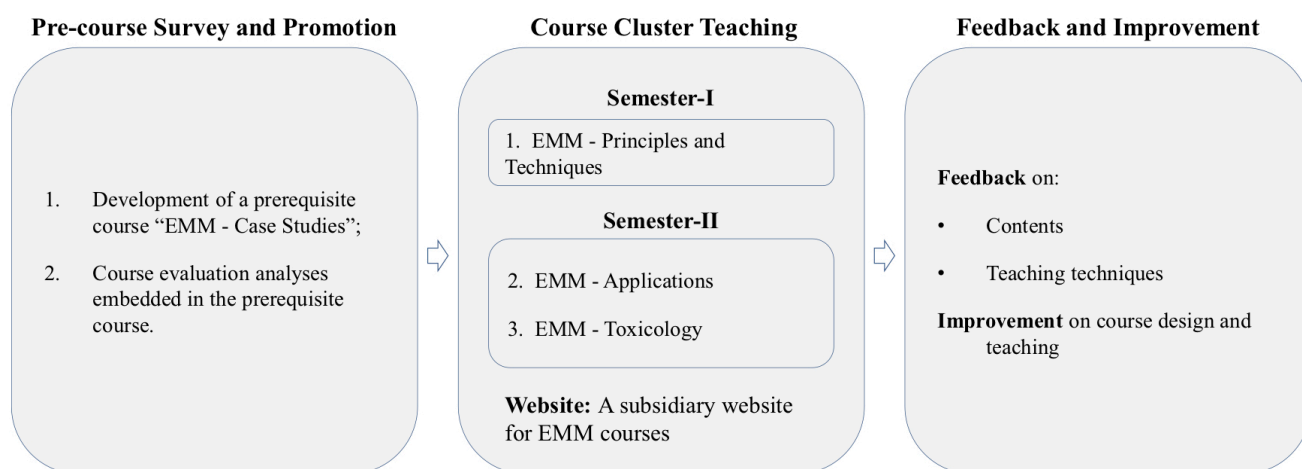 Pre-course Survey and Promotion
1. Development of a prerequisite
course “EMM - Case Studies”;
2. Course evaluation analyses
embedded in the prerequisite
course.
Course Cluster Teaching
Semester-I
1. EMM - Principles and
Techniques
Semester-II
2. EMM - Applications
3. EMM - Toxicology
Website: A subsidiary website
for EMM courses
Feedback and Improvement
Feedback on:
• Contents
• Teaching techniques
Improvement on course design and
teaching